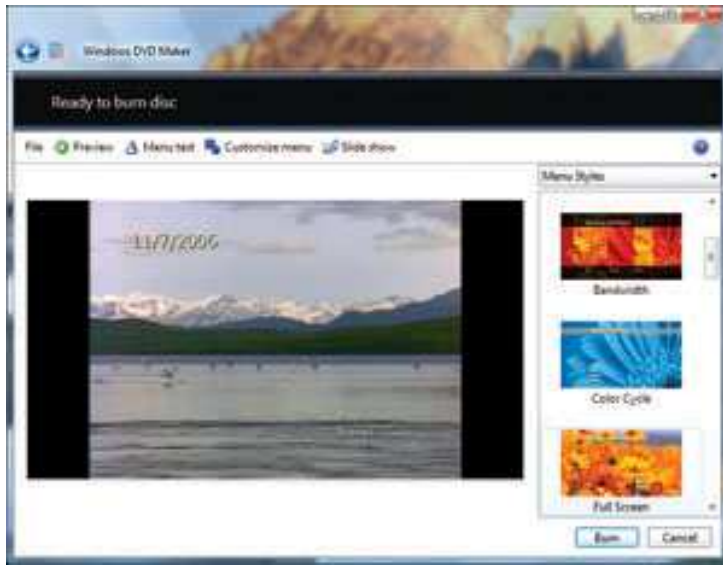 Windows DVD Maker
Ready to burn disc
File Preview Menu text Customize menu Slide show
Menu Styles
11/7/2006
Bandwidth
Color Cycle
Full Screen
Burn Cancel